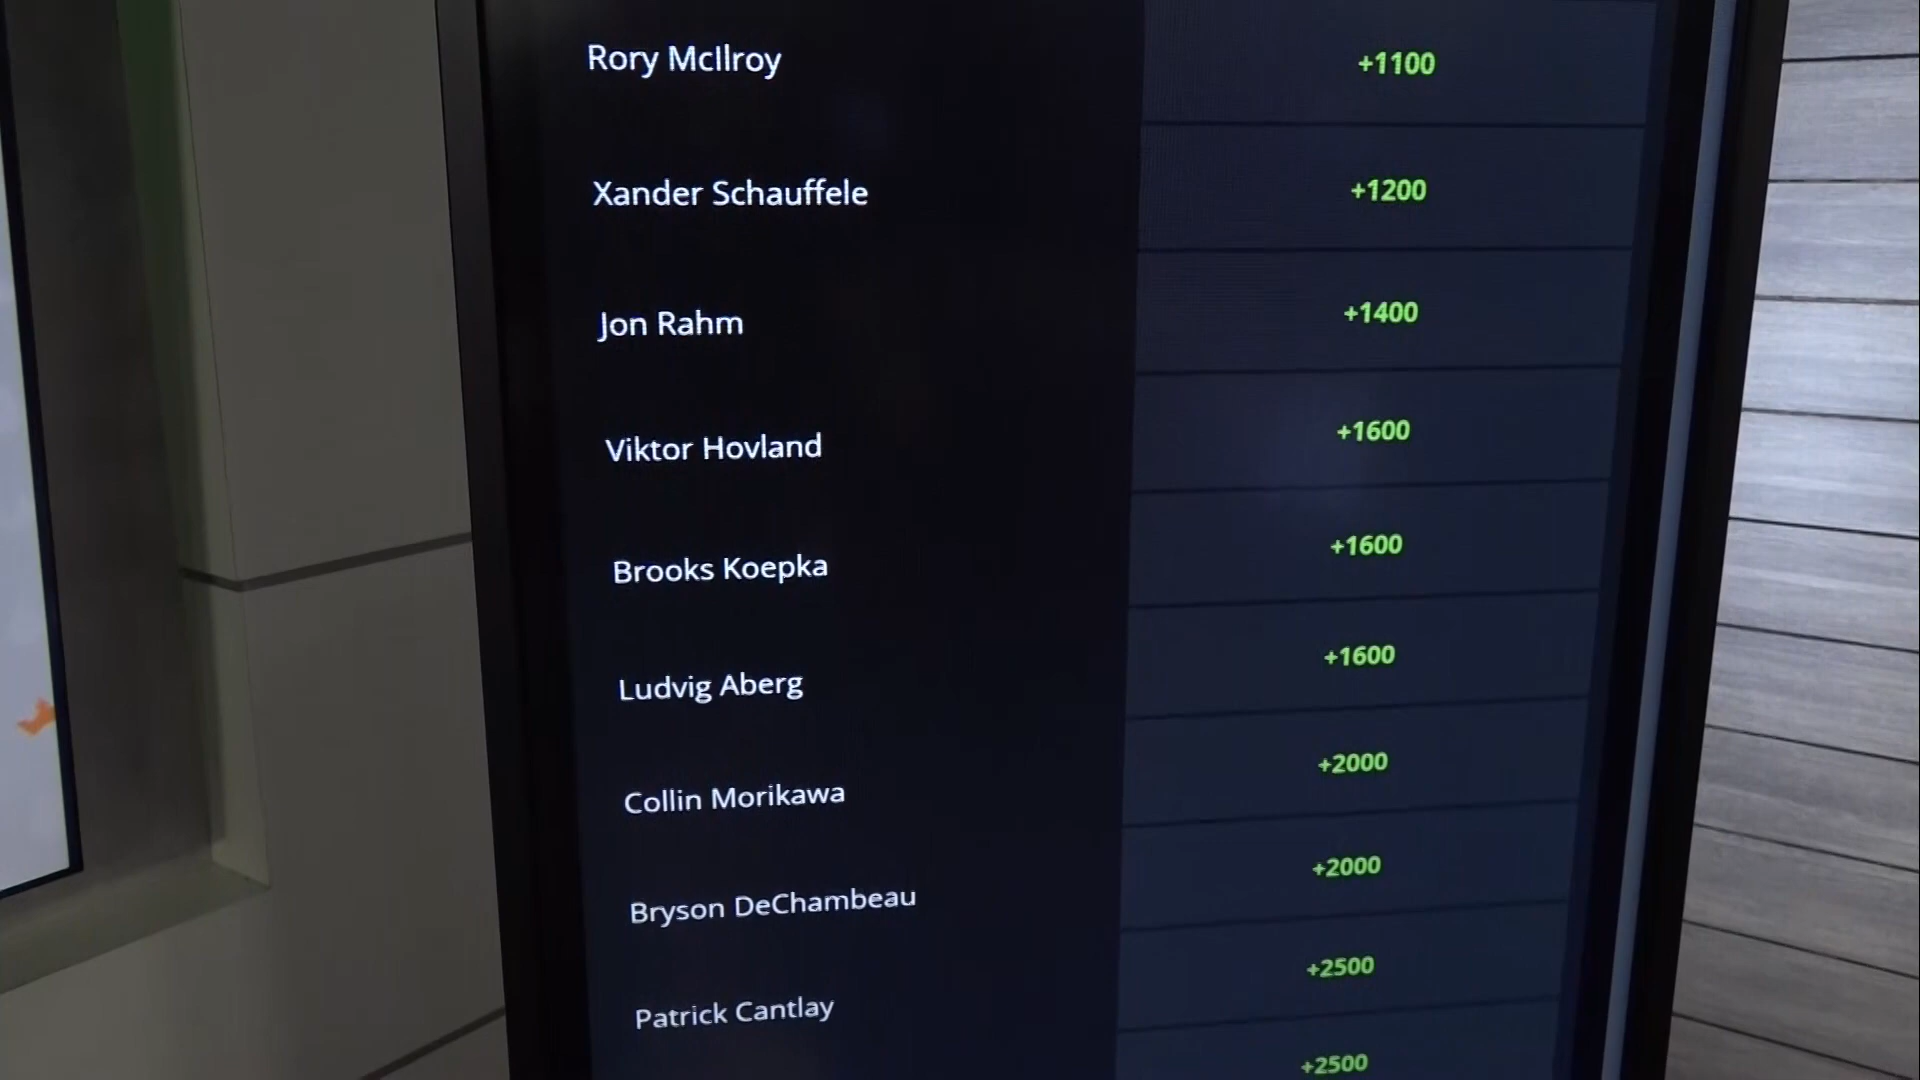 Rory McIlroy +1100
Xander Schauffele +1200
Jon Rahm +1400
Viktor Hovland +1600
Brooks Koepka +1600
Ludvig Aberg +1600
Collin Morikawa +2000
Bryson DeChambeau +2000
Patrick Cantlay +2500
+2500